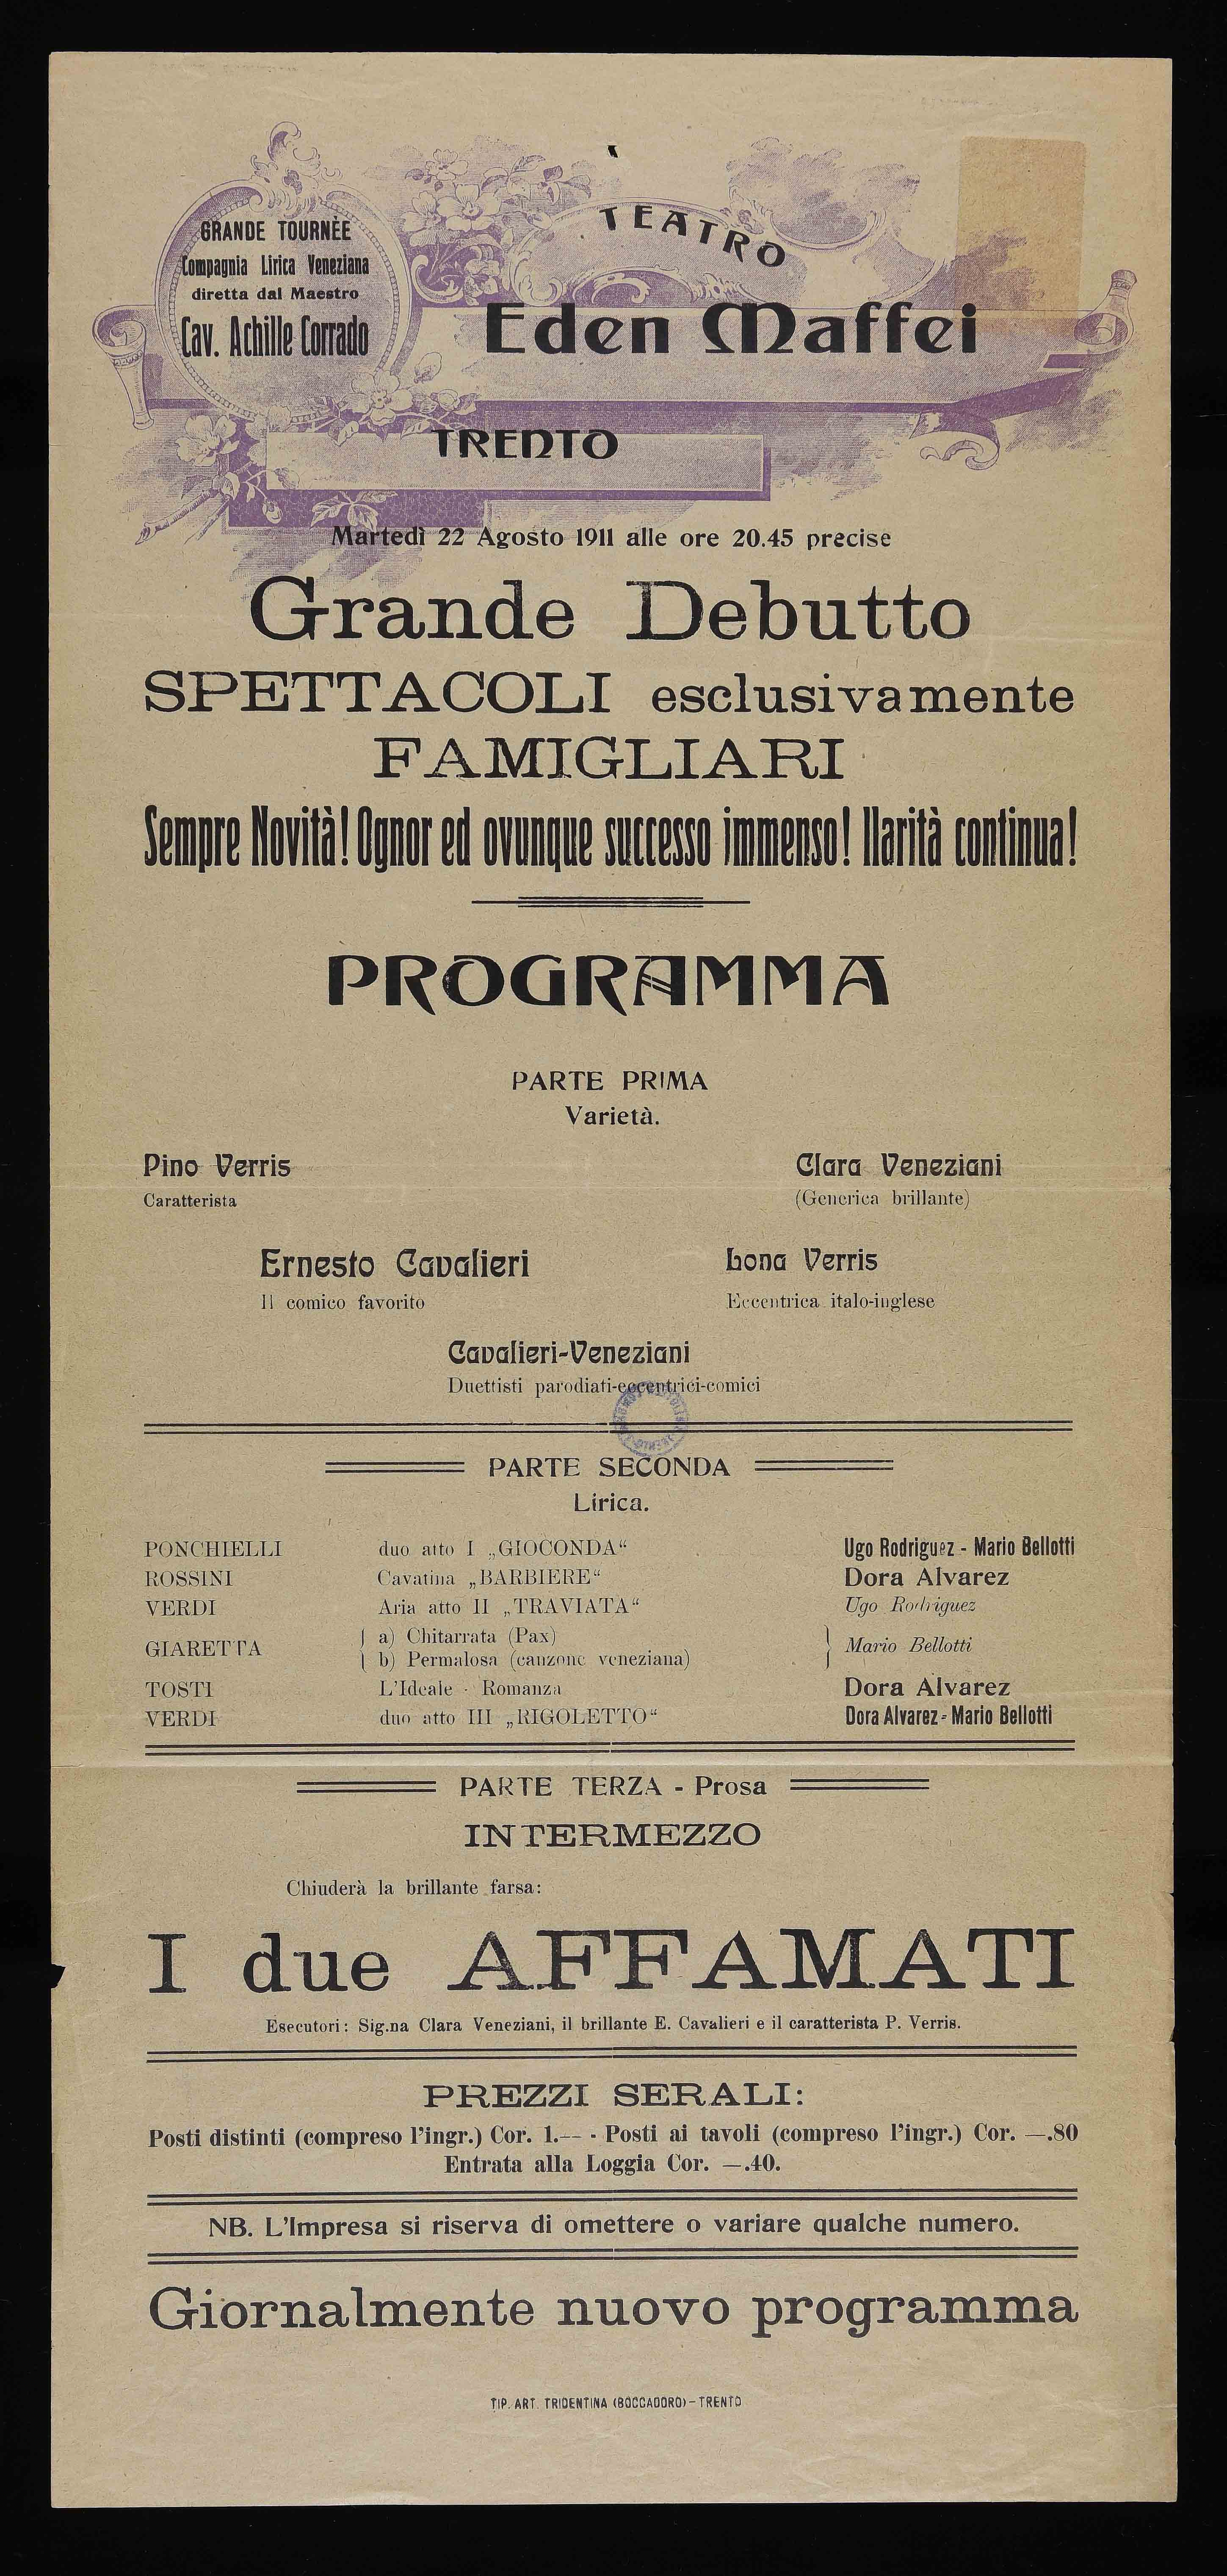 GRANDE TOURNÈE
Compagnia Lirica Veneziana
diretta dal Maestro
Cav. Achille Corrado
TEATRO
Eden Maffei
TRENTO
Martedì 22 Agosto 1911 alle ore 20.45 precise
Grande Debutto
SPETTACOLI esclusivamente
FAMIGLIARI
Sempre Novità! Ognor ed ovunque successo immenso! Ilarità continua!
PROGRAMMA
PARTE PRIMA
Varietà.
Pino Verris Clara Veneziani
Caratterista (Generica brillante)
Ernesto Cavalieri Lona Verris
Il comico favorito Eccentrica italo-inglese
Cavalieri-Veneziani
Duettisti parodiati-eccentrici-comici
PARTE SECONDA
Lirica.
PONCHIELLI duo atto I „GIOCONDA“ Ugo Rodriguez - Mario Bellotti
ROSSINI Cavatina „BARBIERE“ Dora Alvarez
VERDI Aria atto II „TRAVIATA“ Ugo Rodriguez
GIARETTA a) Chitarrata (Pax) Mario Bellotti
b) Permalosa (canzone veneziana)
TOSTI L'Ideale - Romanza Dora Alvarez
VERDI duo atto III „RIGOLETTO“ Dora Alvarez - Mario Bellotti
PARTE TERZA - Prosa
INTERMEZZO
Chiuderà la brillante farsa:
I due AFFAMATI
Esecutori: Sig.na Clara Veneziani, il brillante E. Cavalieri e il caratterista P. Verris.
PREZZI SERALI:
Posti distinti (compreso l'ingr.) Cor. 1.-- - Posti ai tavoli (compreso l'ingr.) Cor. —.80
Entrata alla Loggia Cor. —.40.
NB. L'Impresa si riserva di omettere o variare qualche numero.
Giornalmente nuovo programma
TIP. ART. TRIDENTINA (BOCCADORO) - TRENTO